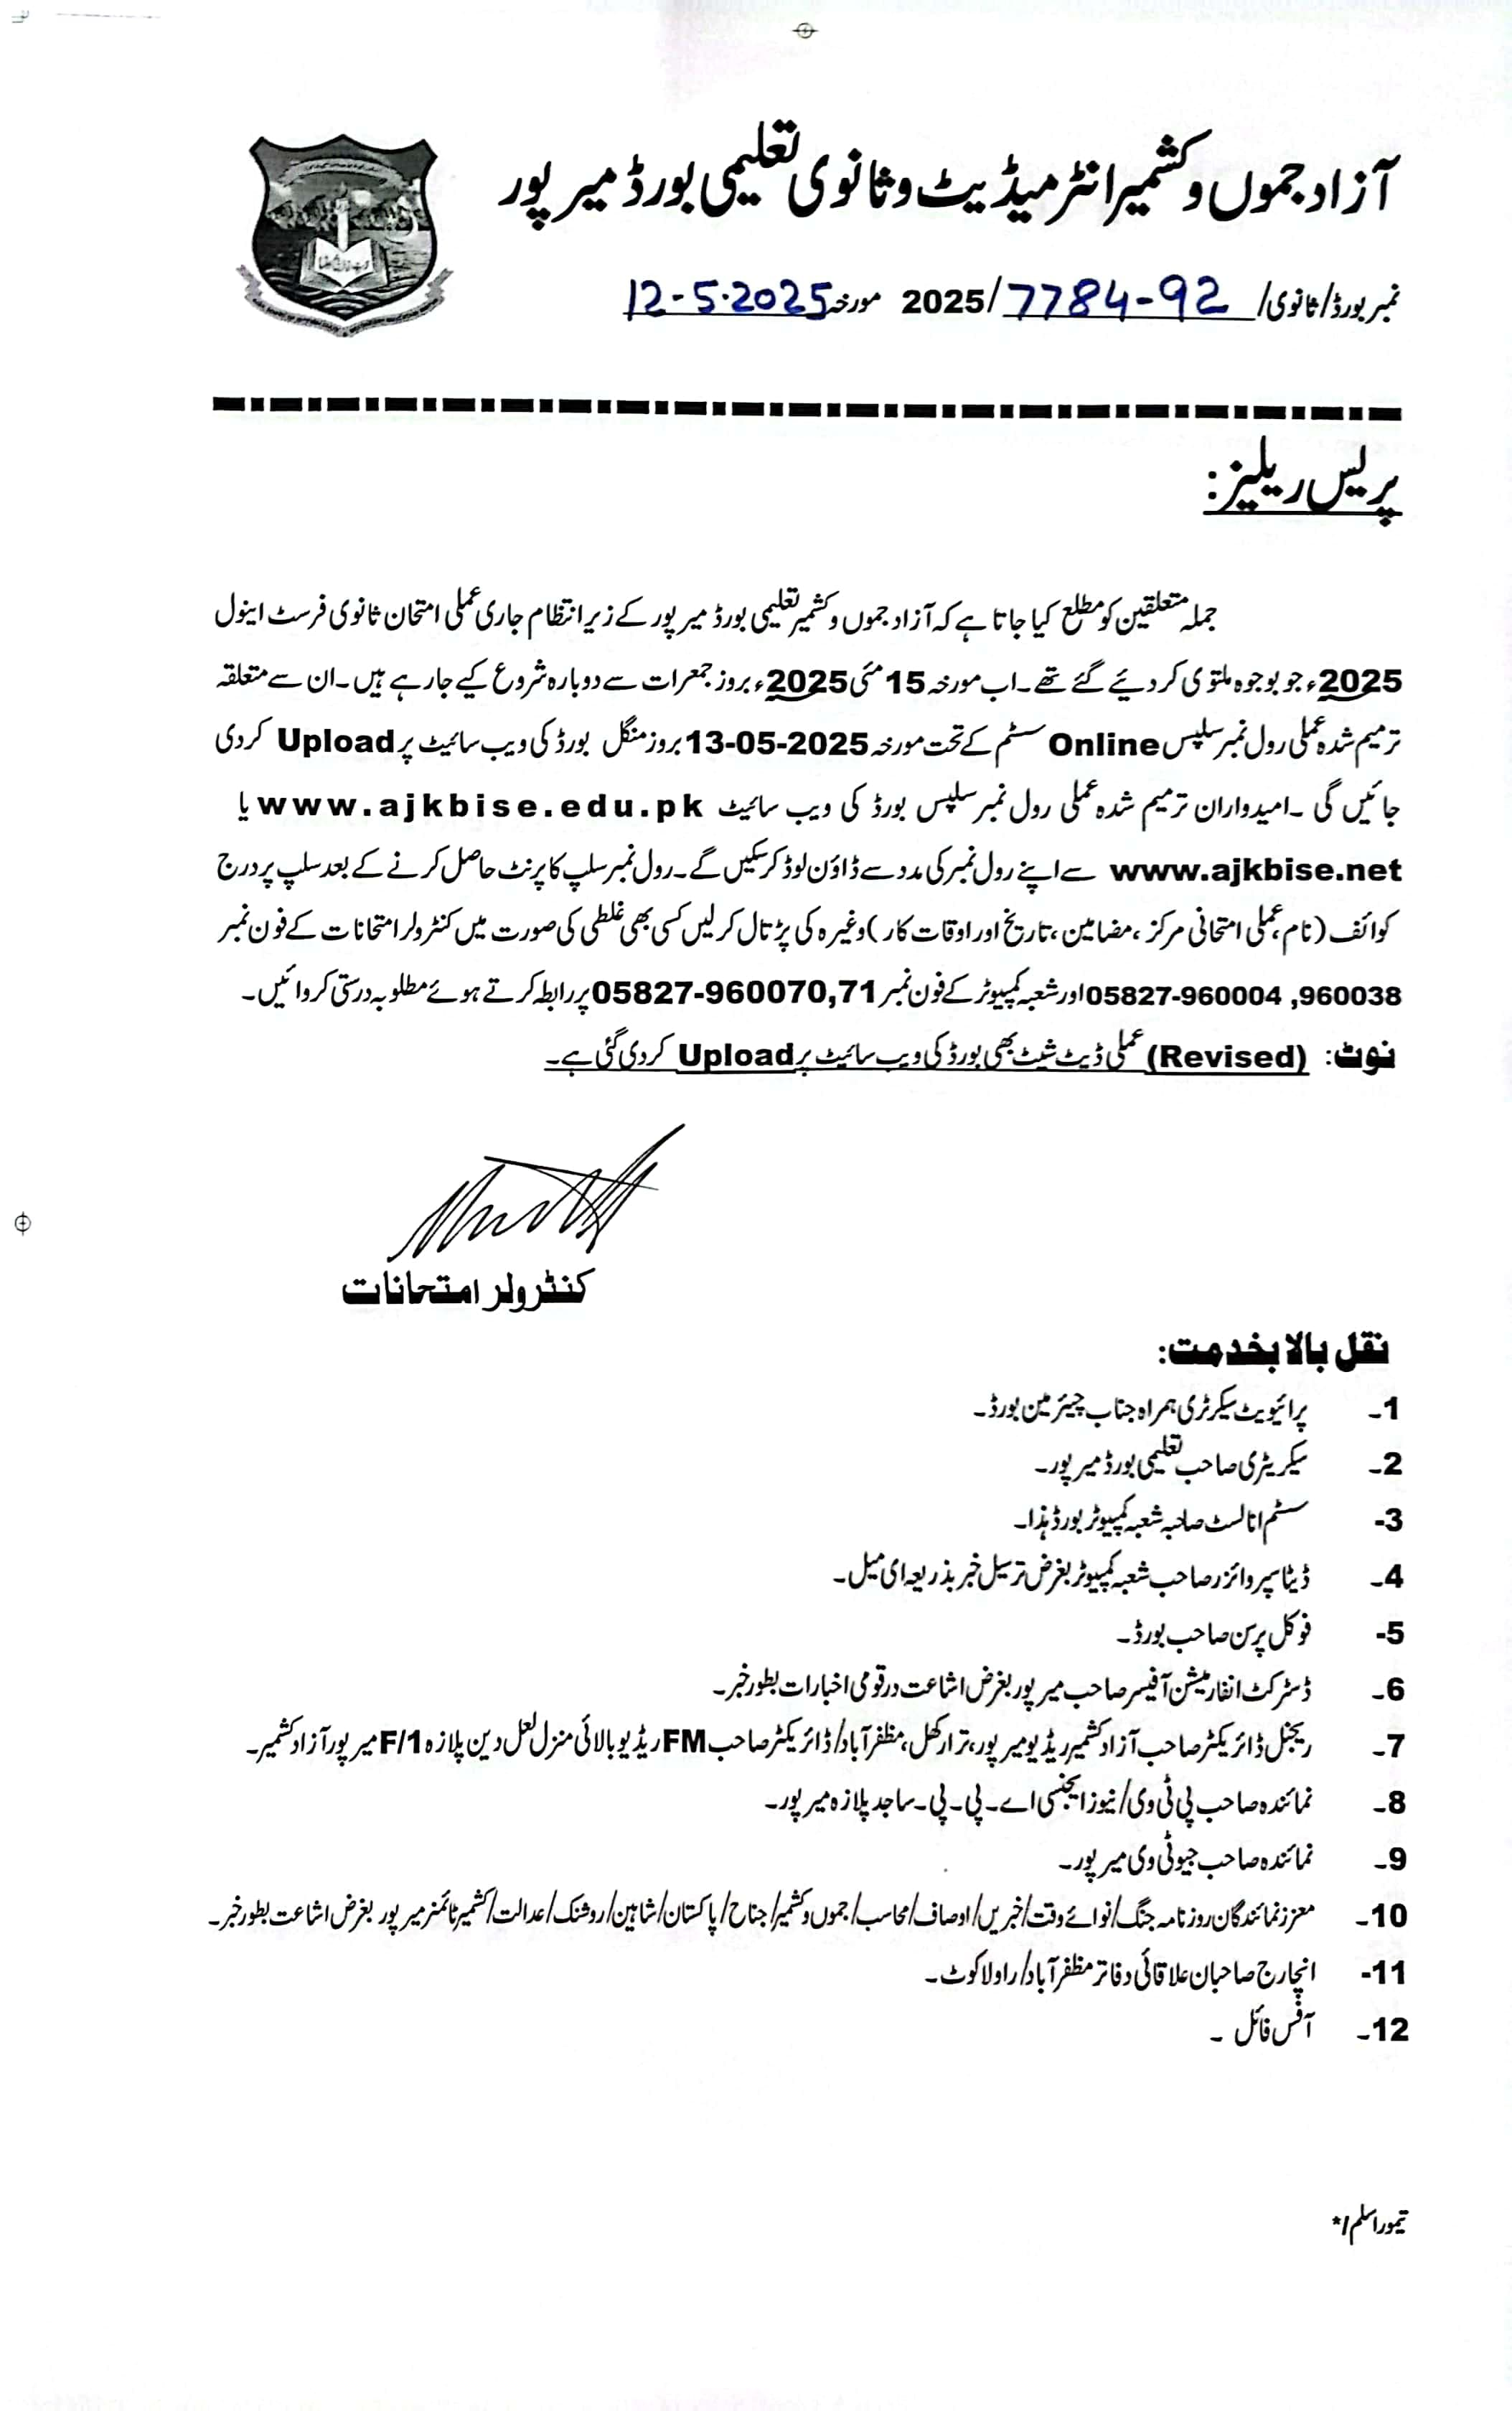 آزاد جموں و کشمیر انٹرمیڈیٹ و ثانوی تعلیمی بورڈ میرپور
نمبر بورڈ/ثانوی/ 7784-92 /2025 مورخہ 12-5-2025
پریس ریلیز:
جملہ متعلقین کو مطلع کیا جاتا ہے کہ آزاد جموں و کشمیر تعلیمی بورڈ میرپور کے زیر انتظام جاری عملی امتحان ثانوی فرسٹ اینول
2025ء جو بوجوہ ملتوی کر دیئے گئے تھے۔ اب مورخہ 15 مئی 2025ء بروز جمعرات سے دوبارہ شروع کیے جا رہے ہیں۔ ان سے متعلقہ
ترمیم شدہ عملی رول نمبر سلپس Online سسٹم کے تحت مورخہ 13-05-2025 بروز منگل بورڈ کی ویب سائیٹ پر Upload کر دی
جائیں گی ۔ امیدواران ترمیم شدہ عملی رول نمبر سلپس بورڈ کی ویب سائیٹ www.ajkbise.edu.pk یا
www.ajkbise.net سے اپنے رول نمبر کی مدد سے ڈاؤن لوڈ کر سکیں گے۔ رول نمبر سلپ کا پرنٹ حاصل کرنے کے بعد سلپ پر درج
کوائف (نام، عملی امتحانی مرکز، مضامین، تاریخ اور اوقات کار) وغیرہ کی پڑتال کر لیں کسی بھی غلطی کی صورت میں کنٹرولر امتحانات کے فون نمبر
05827-960004 ,960038 اور شعبہ کمپیوٹر کے فون نمبر 05827-960070,71 پر رابطہ کرتے ہوئے مطلوبہ درستی کروائیں۔
نوٹ: (Revised) عملی ڈیٹ شیٹ بھی بورڈ کی ویب سائیٹ پر Upload کر دی گئی ہے۔
کنٹرولر امتحانات
نقل بالا بخدمت:
1۔ پرائیویٹ سیکرٹری ہمراہ جناب چیئرمین بورڈ۔
2۔ سیکریٹری صاحب تعلیمی بورڈ میرپور۔
3- سسٹم انالسٹ صاحبہ شعبہ کمپیوٹر بورڈ ہٰذا۔
4۔ ڈیٹا سپروائزر صاحب شعبہ کمپیوٹر بغرض ترسیل خبر بذریعہ ای میل۔
5- فوکل پرسن صاحب بورڈ۔
6۔ ڈسٹرکٹ انفارمیشن آفیسر صاحب میرپور بغرض اشاعت در قومی اخبارات بطور خبر۔
7۔ ریجنل ڈائریکٹر صاحب آزاد کشمیر ریڈیو میرپور، تراڑکھل، مظفرآباد/ ڈائریکٹر صاحب FM ریڈیو بالائی منزل لعل دین پلازہ F/1 میرپور آزاد کشمیر۔
8۔ نمائندہ صاحب پی ٹی وی/ نیوز ایجنسی اے۔ پی۔ پی۔ ساجد پلازہ میرپور۔
9۔ نمائندہ صاحب جیو ٹی وی میرپور۔
10۔ معزز نمائندگان روزنامہ جنگ/ نوائے وقت/ خبریں/ اوصاف/ محاسب/ جموں و کشمیر/ جناح/ پاکستان/ شاہین/ روشنک/ عدالت/ کشمیر ٹائمنر میرپور بغرض اشاعت بطور خبر۔
11- انچارج صاحبان علاقائی دفاتر مظفرآباد/ راولاکوٹ۔
12۔ آفس فائل ۔
تیمور اسلم/*